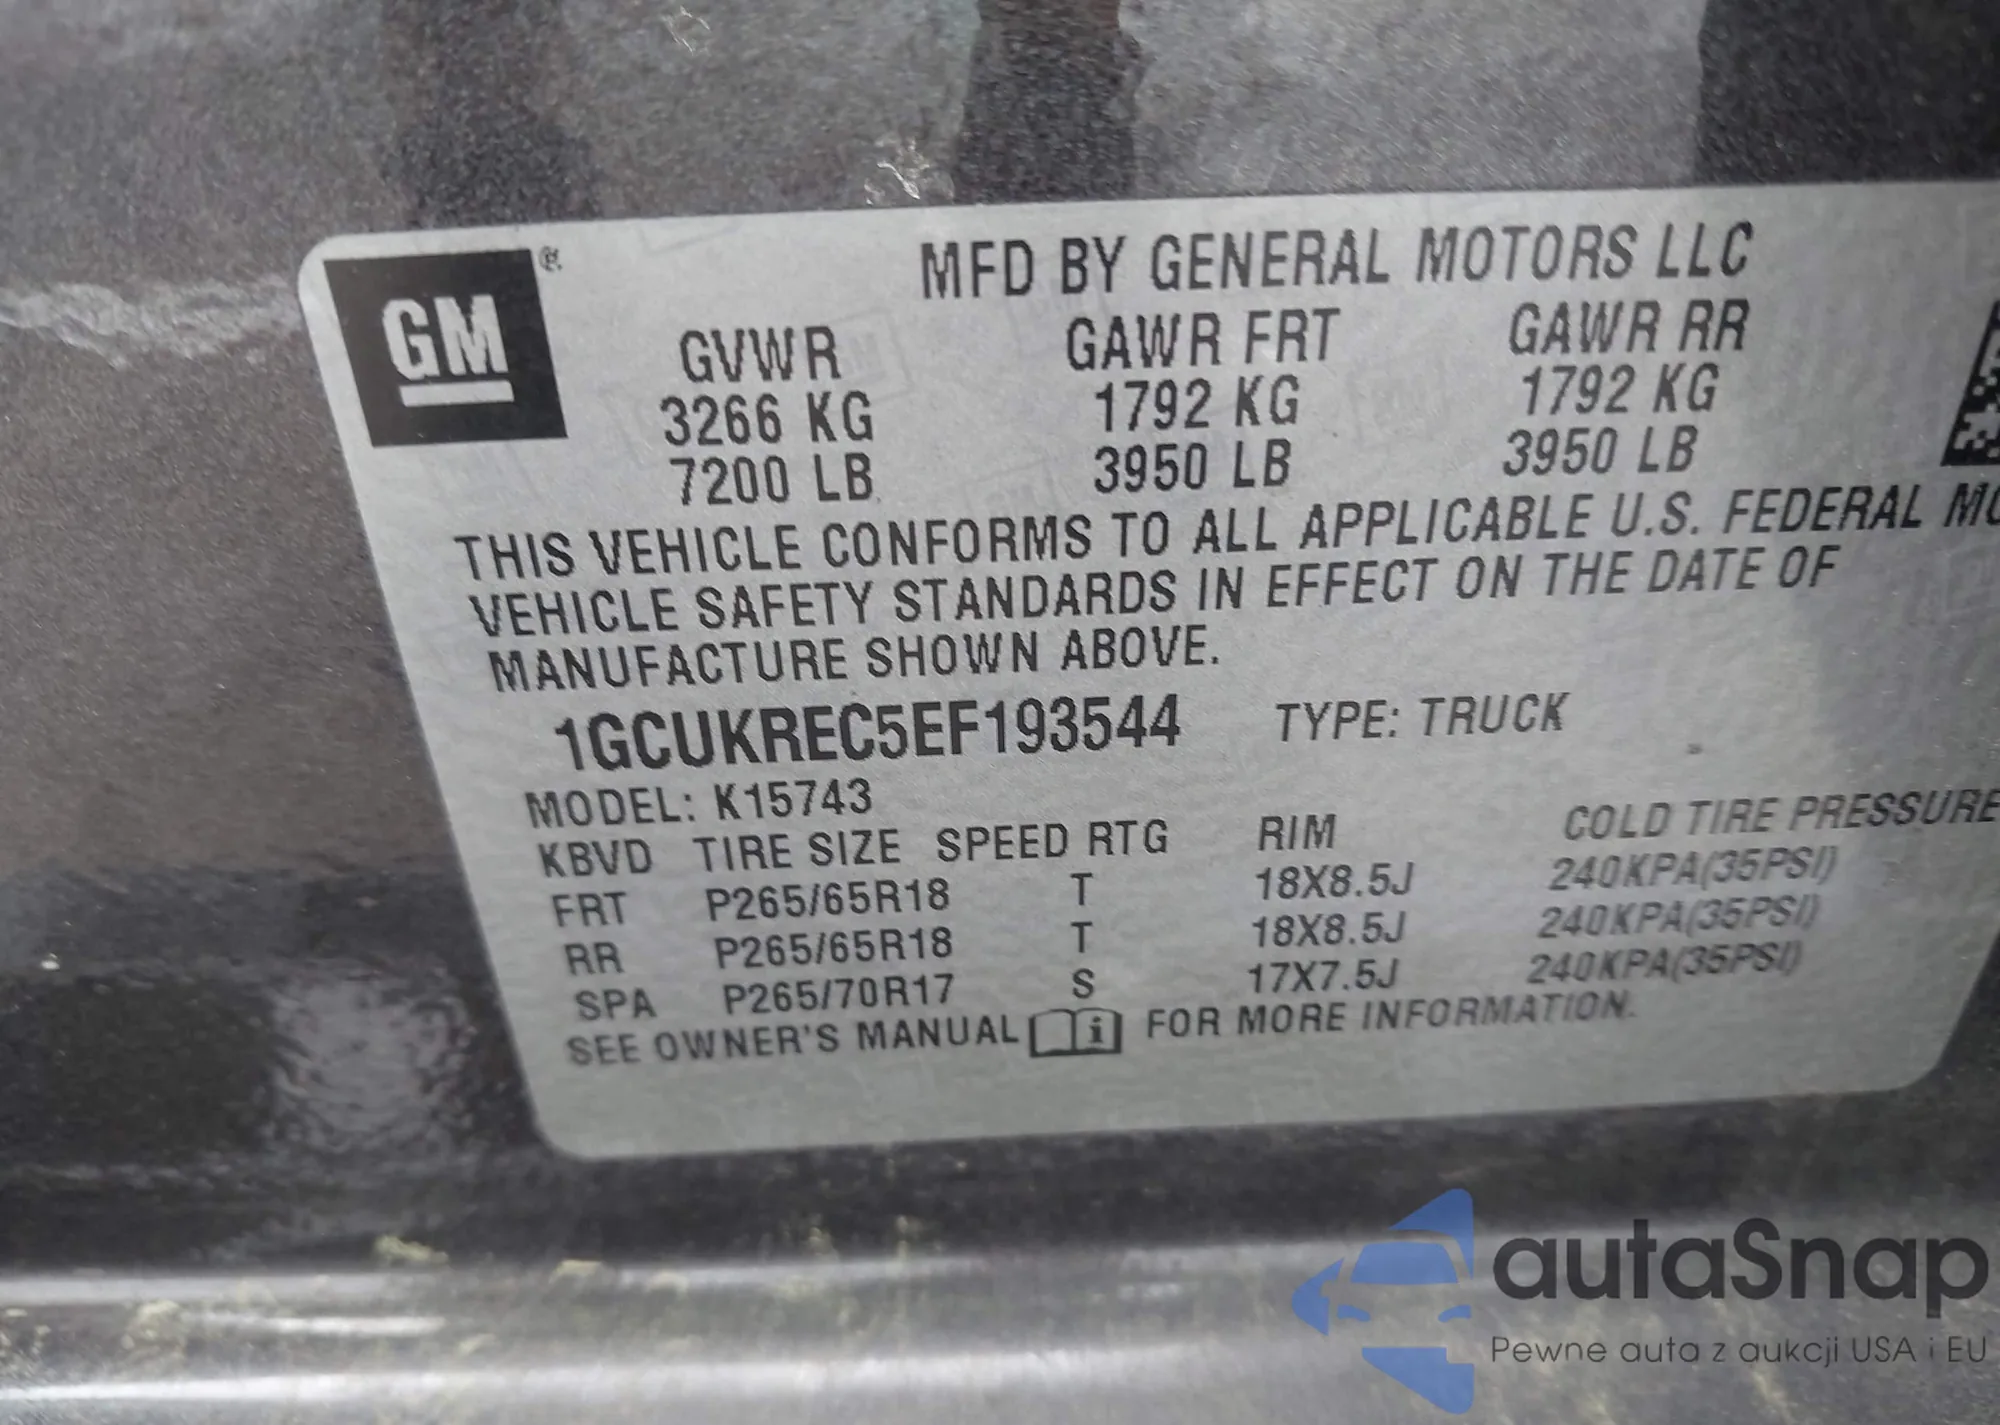 GM ®
MFD BY GENERAL MOTORS LLC
GVWR GAWR FRT GAWR RR
3266 KG 1792 KG 1792 KG
7200 LB 3950 LB 3950 LB
THIS VEHICLE CONFORMS TO ALL APPLICABLE U.S. FEDERAL MO
VEHICLE SAFETY STANDARDS IN EFFECT ON THE DATE OF
MANUFACTURE SHOWN ABOVE.
1GCUKREC5EF193544 TYPE: TRUCK
MODEL: K15743
KBVD TIRE SIZE SPEED RTG RIM COLD TIRE PRESSURE
FRT P265/65R18 T 18X8.5J 240KPA(35PSI)
RR P265/65R18 T 18X8.5J 240KPA(35PSI)
SPA P265/70R17 S 17X7.5J 240KPA(35PSI)
SEE OWNER'S MANUAL i FOR MORE INFORMATION.
autaSnap
Pewne auta z aukcji USA i EU